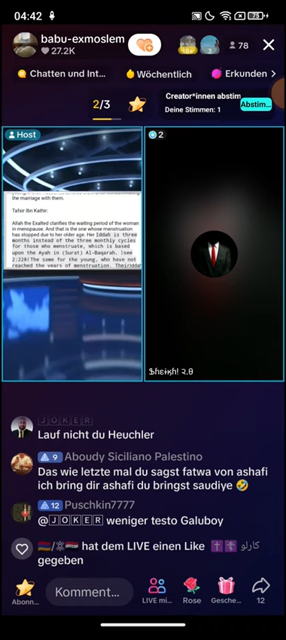 04:42
75
babu-exmoslem
27.2K
78
Chatten und Int...
Wöchentlich
Erkunden
2/3
Creator*innen abstim
Deine Stimmen: 1
Abstim...
Host
2
the marriage with them.
Tafsir Ibn Kathir:
Allah the Exalted clarifies the waiting period of the woman
in menopause. And that is the one whose menstruation
has stopped due to her older age. Her Iddah is three
months instead of the three monthly cycles
for those who menstruate, which is based
upon the Ayah in (Surat) Al-Baqarah. [see
2:228]The same for the young, who have not
reached the years of menstruation. Their Iddah
🄹🄾🄺🄴🅁
Lauf nicht du Heuchler
9 Aboudy Siciliano Palestino
Das wie letzte mal du sagst fatwa von ashafi
ich bring dir ashafi du bringst saudiye 🤣
12 Puschkin7777
@🄹🄾🄺🄴🅁 weniger testo Galuboy
كارلو hat dem LIVE einen Like
gegeben
Abonn...
Komment...
LIVE mi...
Rose
Gesche...
12